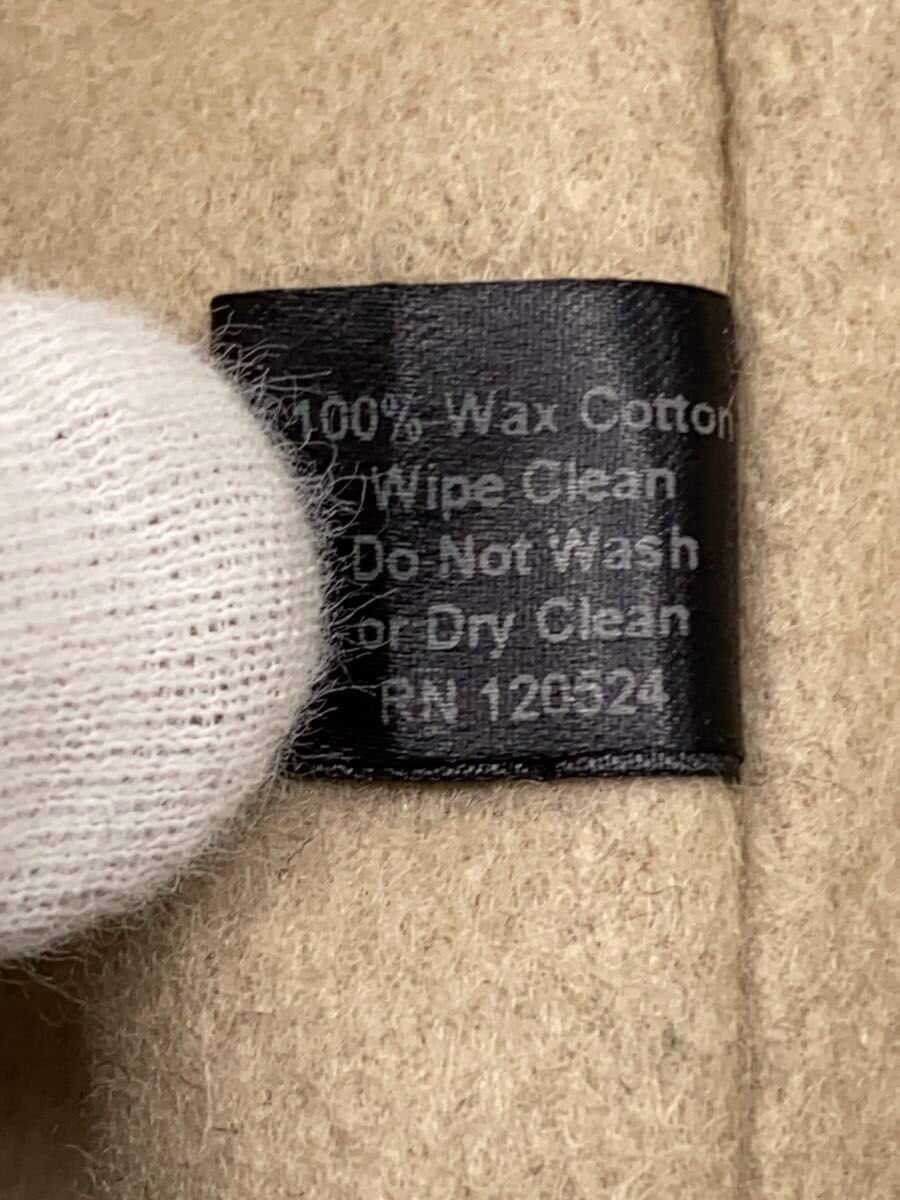 100% Wax Cotton
Wipe Clean
Do Not Wash
or Dry Clean
RN 120524